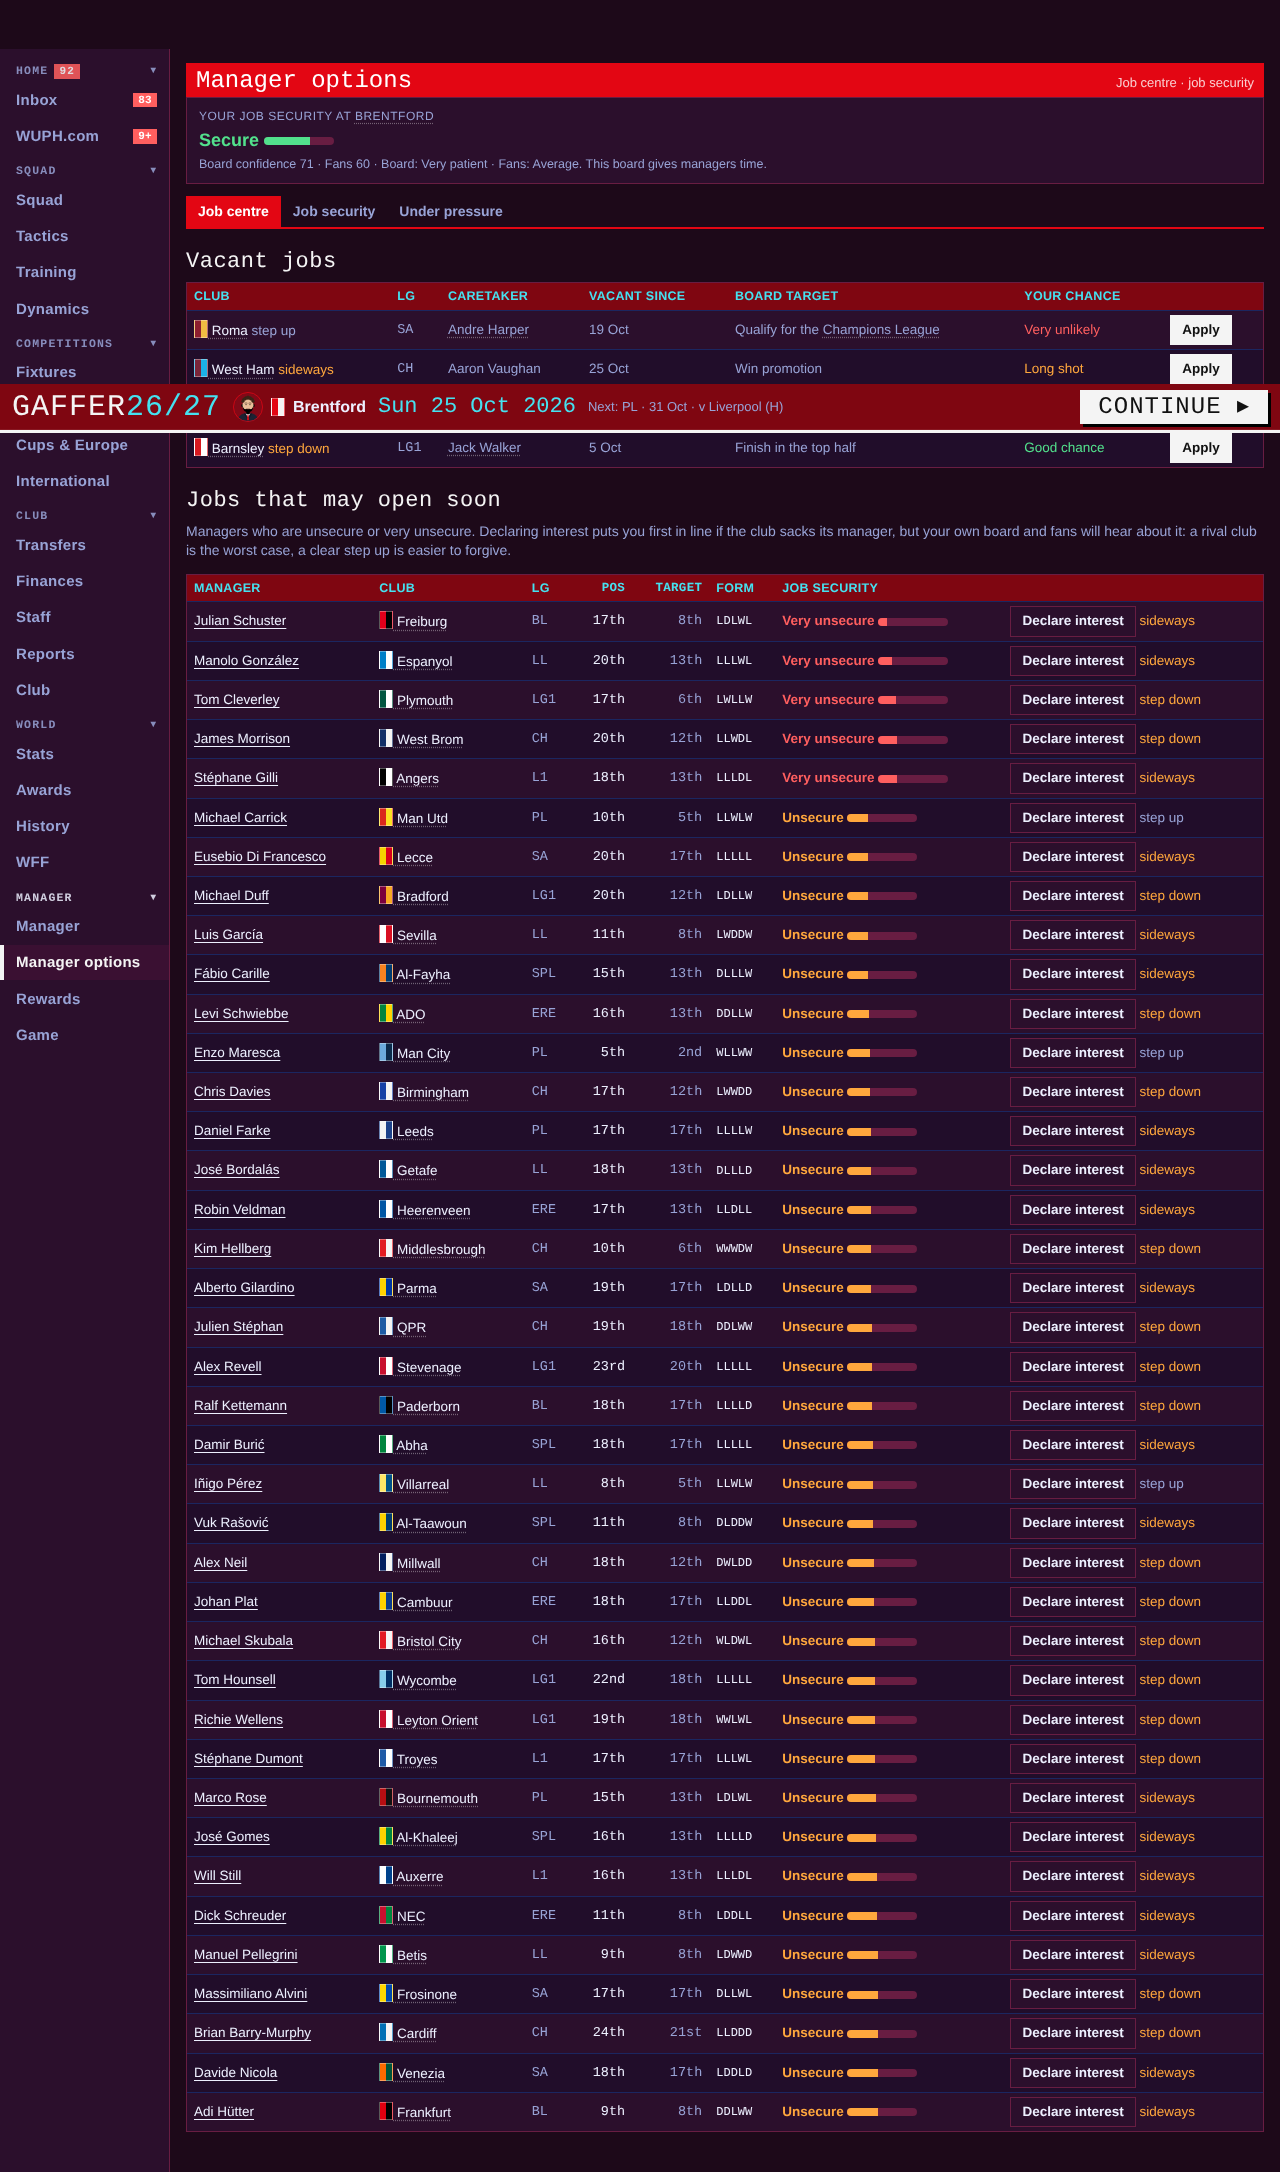 HOME 92 ▼
Inbox 83
WUPH.com 9+
SQUAD ▼
Squad
Tactics
Training
Dynamics
COMPETITIONS ▼
Fixtures
Cups & Europe
International
CLUB ▼
Transfers
Finances
Staff
Reports
Club
WORLD ▼
Stats
Awards
History
WFF
MANAGER ▼
Manager
Manager options
Rewards
Game
Manager options Job centre · job security
YOUR JOB SECURITY AT BRENTFORD
Secure
Board confidence 71 · Fans 60 · Board: Very patient · Fans: Average. This board gives managers time.
Job centre Job security Under pressure
Vacant jobs
CLUB LG CARETAKER VACANT SINCE BOARD TARGET YOUR CHANCE
Roma step up SA Andre Harper 19 Oct Qualify for the Champions League Very unlikely Apply
West Ham sideways CH Aaron Vaughan 25 Oct Win promotion Long shot Apply
GAFFER26/27 Brentford Sun 25 Oct 2026 Next: PL · 31 Oct · v Liverpool (H) CONTINUE ▶
Barnsley step down LG1 Jack Walker 5 Oct Finish in the top half Good chance Apply
Jobs that may open soon
Managers who are unsecure or very unsecure. Declaring interest puts you first in line if the club sacks its manager, but your own board and fans will hear about it: a rival club
is the worst case, a clear step up is easier to forgive.
MANAGER CLUB LG POS TARGET FORM JOB SECURITY
Julian Schuster Freiburg BL 17th 8th LDLWL Very unsecure Declare interest sideways
Manolo González Espanyol LL 20th 13th LLLWL Very unsecure Declare interest sideways
Tom Cleverley Plymouth LG1 17th 6th LWLLW Very unsecure Declare interest step down
James Morrison West Brom CH 20th 12th LLWDL Very unsecure Declare interest step down
Stéphane Gilli Angers L1 18th 13th LLLDL Very unsecure Declare interest sideways
Michael Carrick Man Utd PL 10th 5th LLWLW Unsecure Declare interest step up
Eusebio Di Francesco Lecce SA 20th 17th LLLLL Unsecure Declare interest sideways
Michael Duff Bradford LG1 20th 12th LDLLW Unsecure Declare interest step down
Luis García Sevilla LL 11th 8th LWDDW Unsecure Declare interest sideways
Fábio Carille Al-Fayha SPL 15th 13th DLLLW Unsecure Declare interest sideways
Levi Schwiebbe ADO ERE 16th 13th DDLLW Unsecure Declare interest step down
Enzo Maresca Man City PL 5th 2nd WLLWW Unsecure Declare interest step up
Chris Davies Birmingham CH 17th 12th LWWDD Unsecure Declare interest step down
Daniel Farke Leeds PL 17th 17th LLLLW Unsecure Declare interest sideways
José Bordalás Getafe LL 18th 13th DLLLD Unsecure Declare interest sideways
Robin Veldman Heerenveen ERE 17th 13th LLDLL Unsecure Declare interest sideways
Kim Hellberg Middlesbrough CH 10th 6th WWWDW Unsecure Declare interest step down
Alberto Gilardino Parma SA 19th 17th LDLLD Unsecure Declare interest sideways
Julien Stéphan QPR CH 19th 18th DDLWW Unsecure Declare interest step down
Alex Revell Stevenage LG1 23rd 20th LLLLL Unsecure Declare interest step down
Ralf Kettemann Paderborn BL 18th 17th LLLLD Unsecure Declare interest step down
Damir Burić Abha SPL 18th 17th LLLLL Unsecure Declare interest sideways
Iñigo Pérez Villarreal LL 8th 5th LLWLW Unsecure Declare interest step up
Vuk Rašović Al-Taawoun SPL 11th 8th DLDDW Unsecure Declare interest sideways
Alex Neil Millwall CH 18th 12th DWLDD Unsecure Declare interest step down
Johan Plat Cambuur ERE 18th 17th LLDDL Unsecure Declare interest step down
Michael Skubala Bristol City CH 16th 12th WLDWL Unsecure Declare interest step down
Tom Hounsell Wycombe LG1 22nd 18th LLLLL Unsecure Declare interest step down
Richie Wellens Leyton Orient LG1 19th 18th WWLWL Unsecure Declare interest step down
Stéphane Dumont Troyes L1 17th 17th LLLWL Unsecure Declare interest step down
Marco Rose Bournemouth PL 15th 13th LDLWL Unsecure Declare interest sideways
José Gomes Al-Khaleej SPL 16th 13th LLLLD Unsecure Declare interest sideways
Will Still Auxerre L1 16th 13th LLLDL Unsecure Declare interest sideways
Dick Schreuder NEC ERE 11th 8th LDDLL Unsecure Declare interest sideways
Manuel Pellegrini Betis LL 9th 8th LDWWD Unsecure Declare interest sideways
Massimiliano Alvini Frosinone SA 17th 17th DLLWL Unsecure Declare interest step down
Brian Barry-Murphy Cardiff CH 24th 21st LLDDD Unsecure Declare interest step down
Davide Nicola Venezia SA 18th 17th LDDLD Unsecure Declare interest sideways
Adi Hütter Frankfurt BL 9th 8th DDLWW Unsecure Declare interest sideways